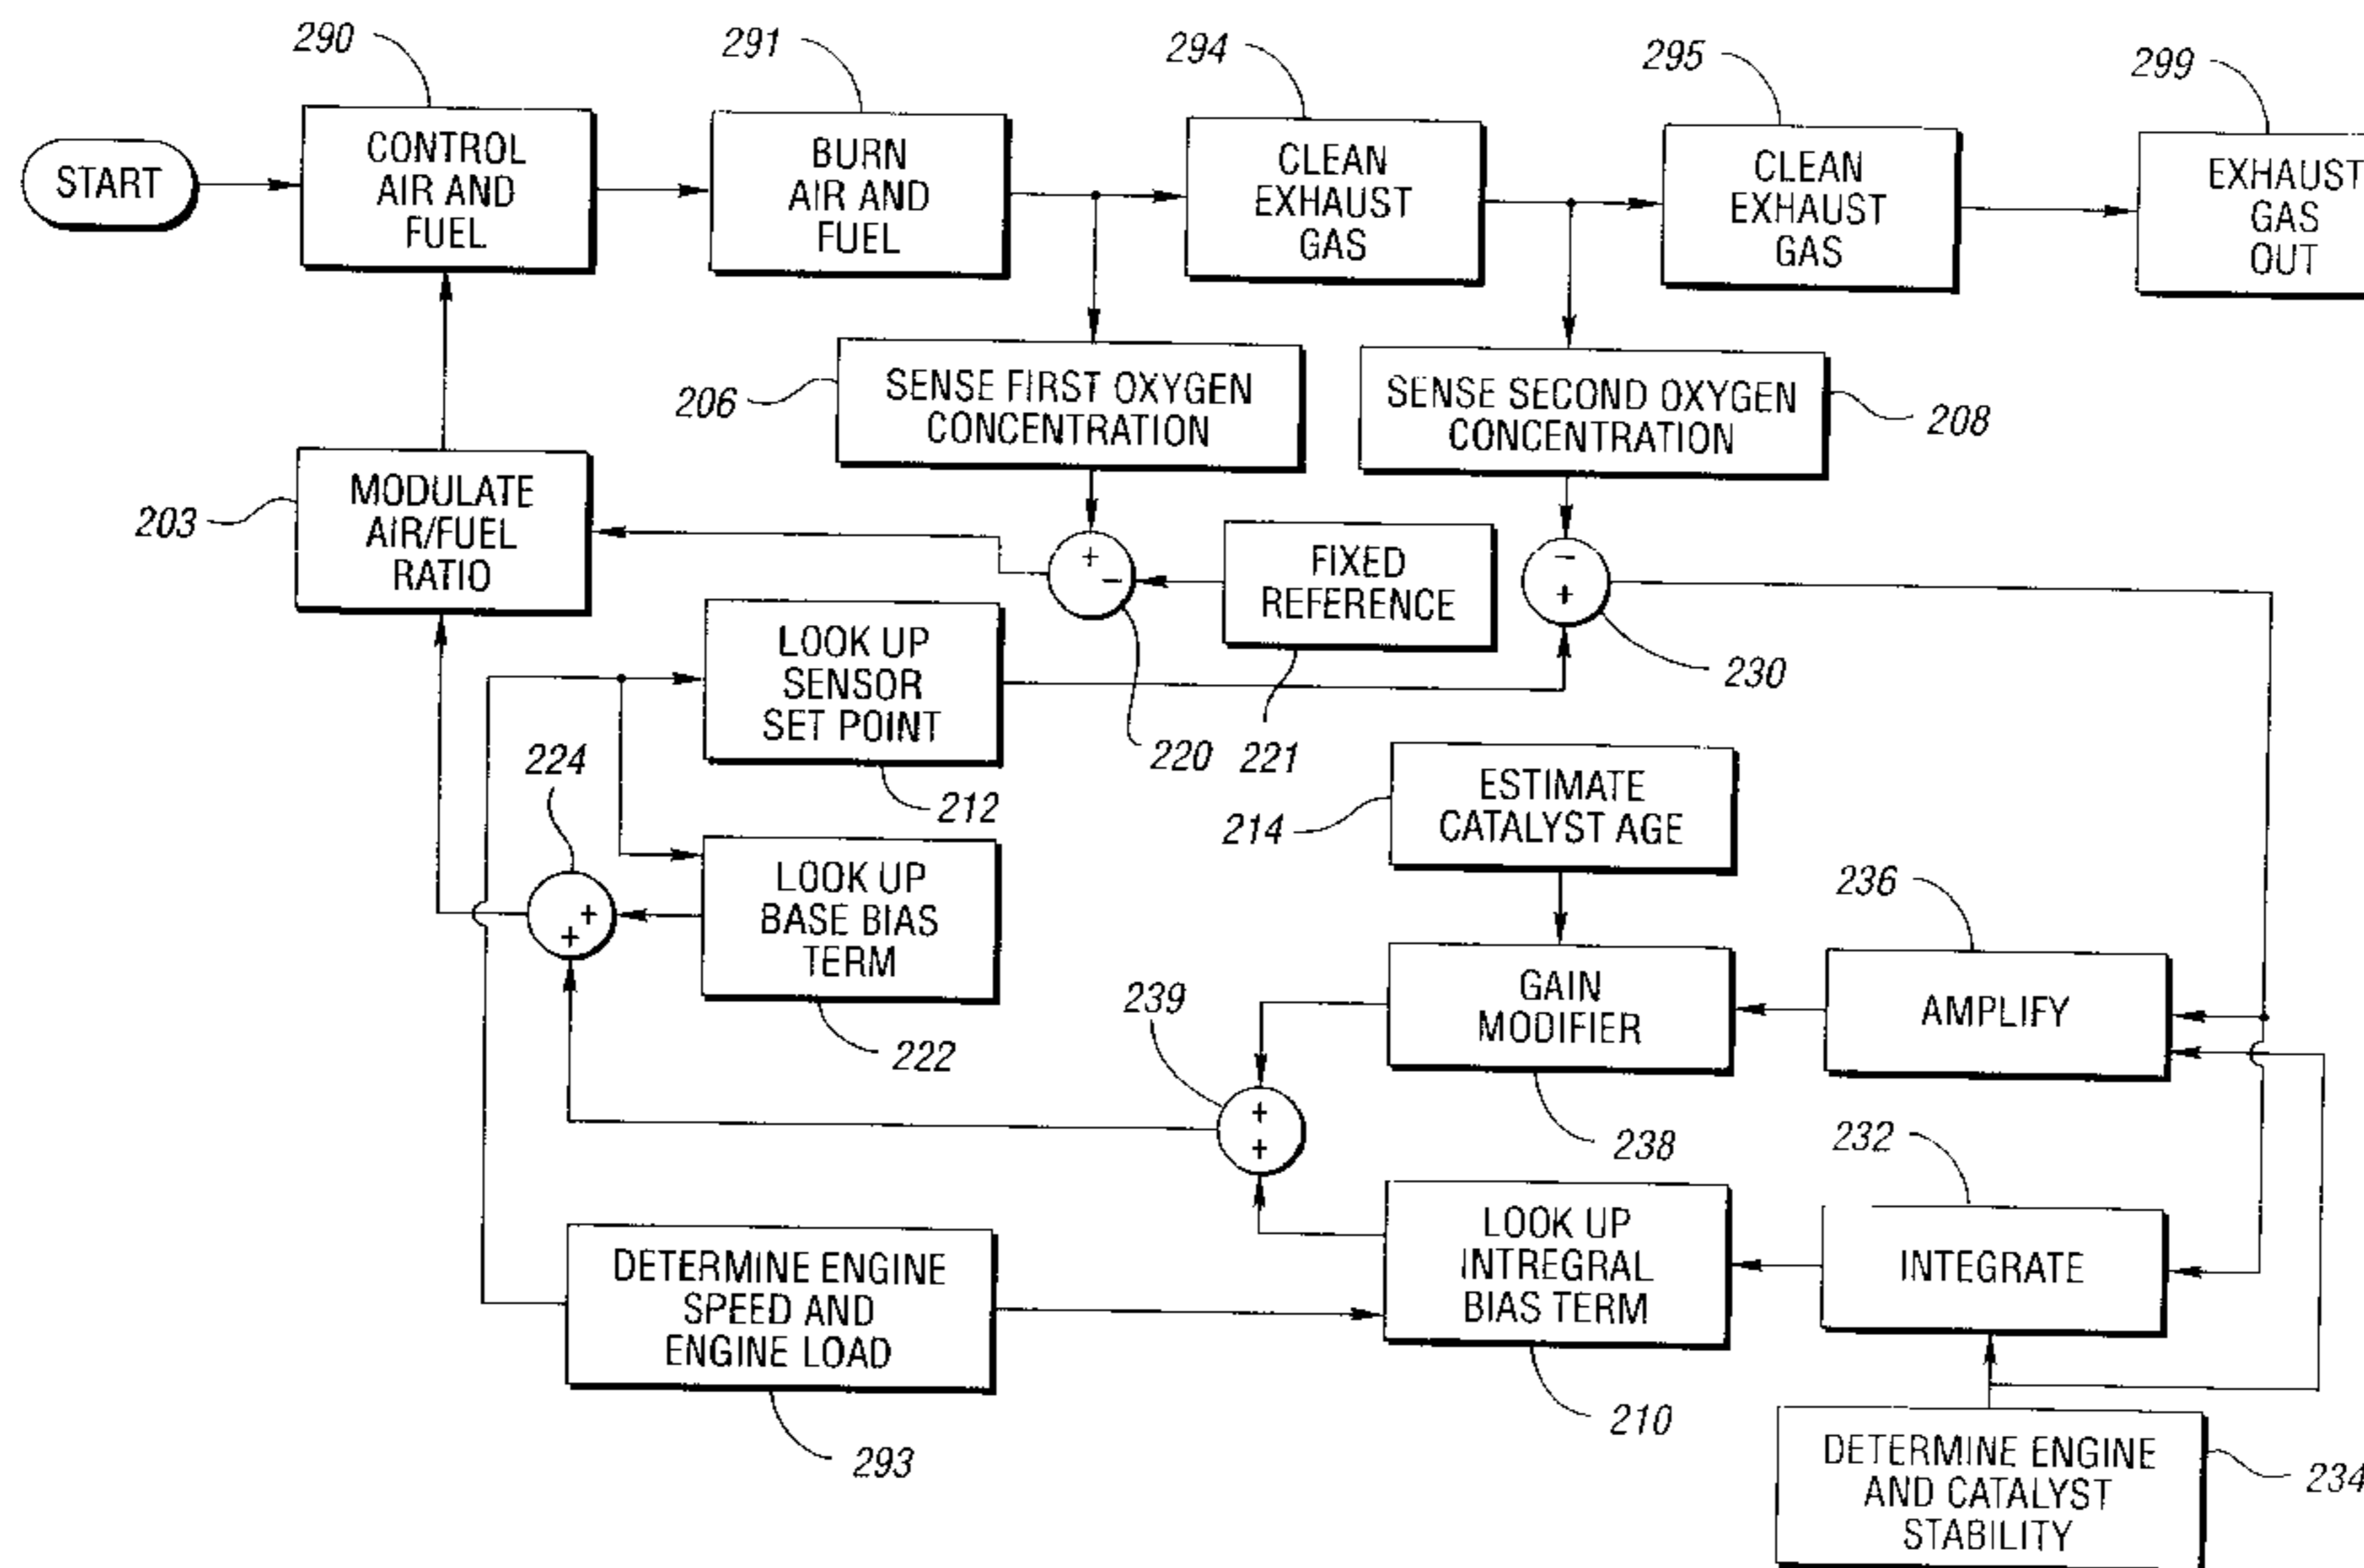 290
291
294
295
299
START
CONTROL
AIR AND
FUEL
BURN
AIR AND
FUEL
CLEAN
EXHAUST
GAS
CLEAN
EXHAUST
GAS
EXHAUST
GAS
OUT
206
SENSE FIRST OXYGEN
CONCENTRATION
SENSE SECOND OXYGEN
CONCENTRATION
208
203
MODULATE
AIR/FUEL
RATIO
+
−
FIXED
REFERENCE
−
+
220
221
230
LOOK UP
SENSOR
SET POINT
212
224
+
+
LOOK UP
BASE BIAS
TERM
222
214
ESTIMATE
CATALYST AGE
236
GAIN
MODIFIER
238
AMPLIFY
239
+
+
232
DETERMINE ENGINE
SPEED AND
ENGINE LOAD
293
LOOK UP
INTREGRAL
BIAS TERM
210
INTEGRATE
DETERMINE ENGINE
AND CATALYST
STABILITY
234